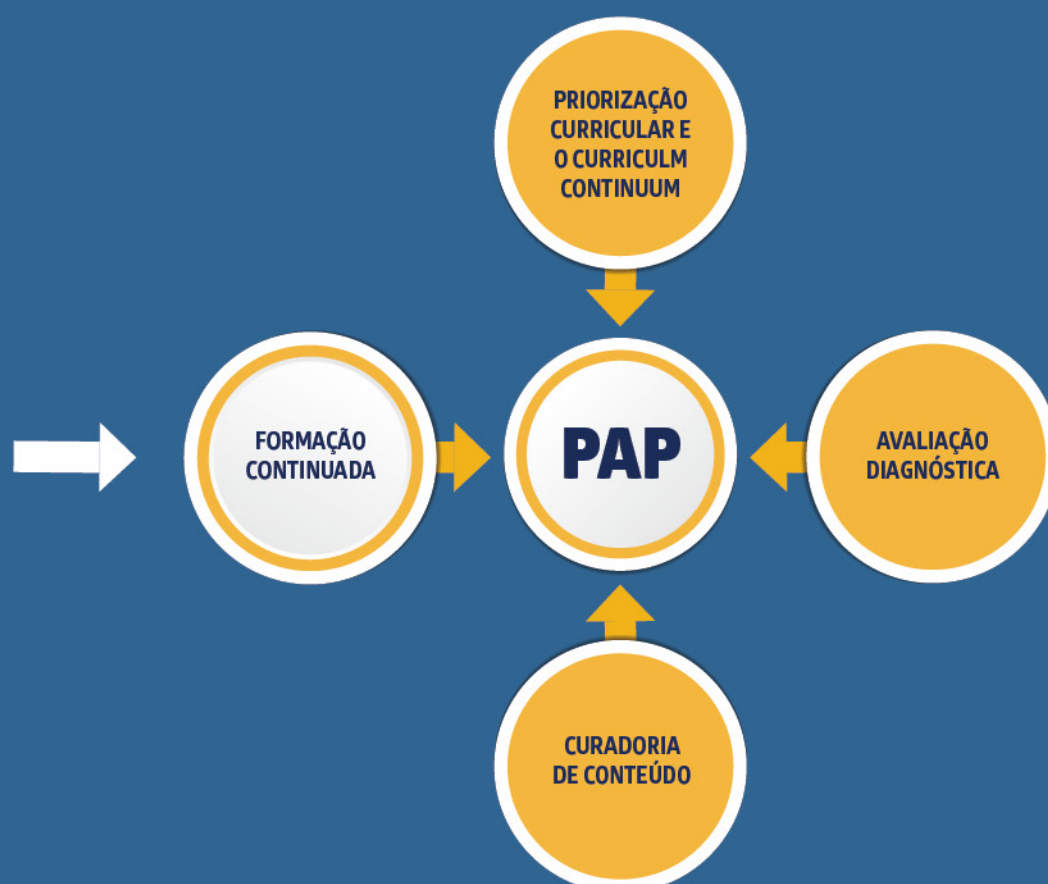 PRIORIZAÇÃO
CURRICULAR E
O CURRICULM
CONTINUUM
FORMAÇÃO
CONTINUADA
PAP
AVALIAÇÃO
DIAGNÓSTICA
CURADORIA
DE CONTEÚDO